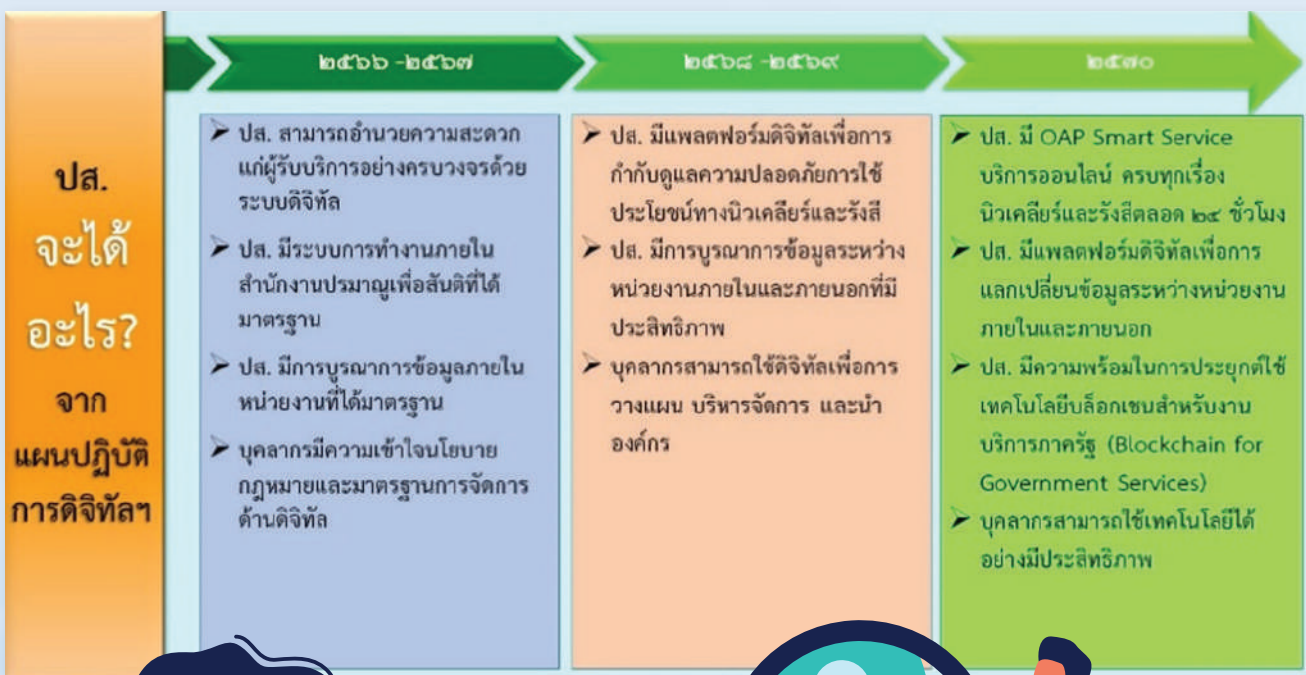 ปส.
จะได้
อะไร?
จาก
แผนปฏิบัติ
การดิจิทัลฯ
๒๕๖๖ -๒๕๖๗
➢ ปส. สามารถอำนวยความสะดวก
แก่ผู้รับบริการอย่างครบวงจรด้วย
ระบบดิจิทัล
➢ ปส. มีระบบการทำงานภายใน
สำนักงานปรมาณูเพื่อสันติที่ได้
มาตรฐาน
➢ ปส. มีการบูรณาการข้อมูลภายใน
หน่วยงานที่ได้มาตรฐาน
➢ บุคลากรมีความเข้าใจนโยบาย
กฎหมายและมาตรฐานการจัดการ
ด้านดิจิทัล
๒๕๖๘ -๒๕๖๙
➢ ปส. มีแพลตฟอร์มดิจิทัลเพื่อการ
กำกับดูแลความปลอดภัยการใช้
ประโยชน์ทางนิวเคลียร์และรังสี
➢ ปส. มีการบูรณาการข้อมูลระหว่าง
หน่วยงานภายในและภายนอกที่มี
ประสิทธิภาพ
➢ บุคลากรสามารถใช้ดิจิทัลเพื่อการ
วางแผน บริหารจัดการ และนำ
องค์กร
๒๕๗๐
➢ ปส. มี OAP Smart Service
บริการออนไลน์ ครบทุกเรื่อง
นิวเคลียร์และรังสีตลอด ๒๔ ชั่วโมง
➢ ปส. มีแพลตฟอร์มดิจิทัลเพื่อการ
แลกเปลี่ยนข้อมูลระหว่างหน่วยงาน
ภายในและภายนอก
➢ ปส. มีความพร้อมในการประยุกต์ใช้
เทคโนโลยีบล็อกเชนสำหรับงาน
บริการภาครัฐ (Blockchain for
Government Services)
➢ บุคลากรสามารถใช้เทคโนโลยีได้
อย่างมีประสิทธิภาพ